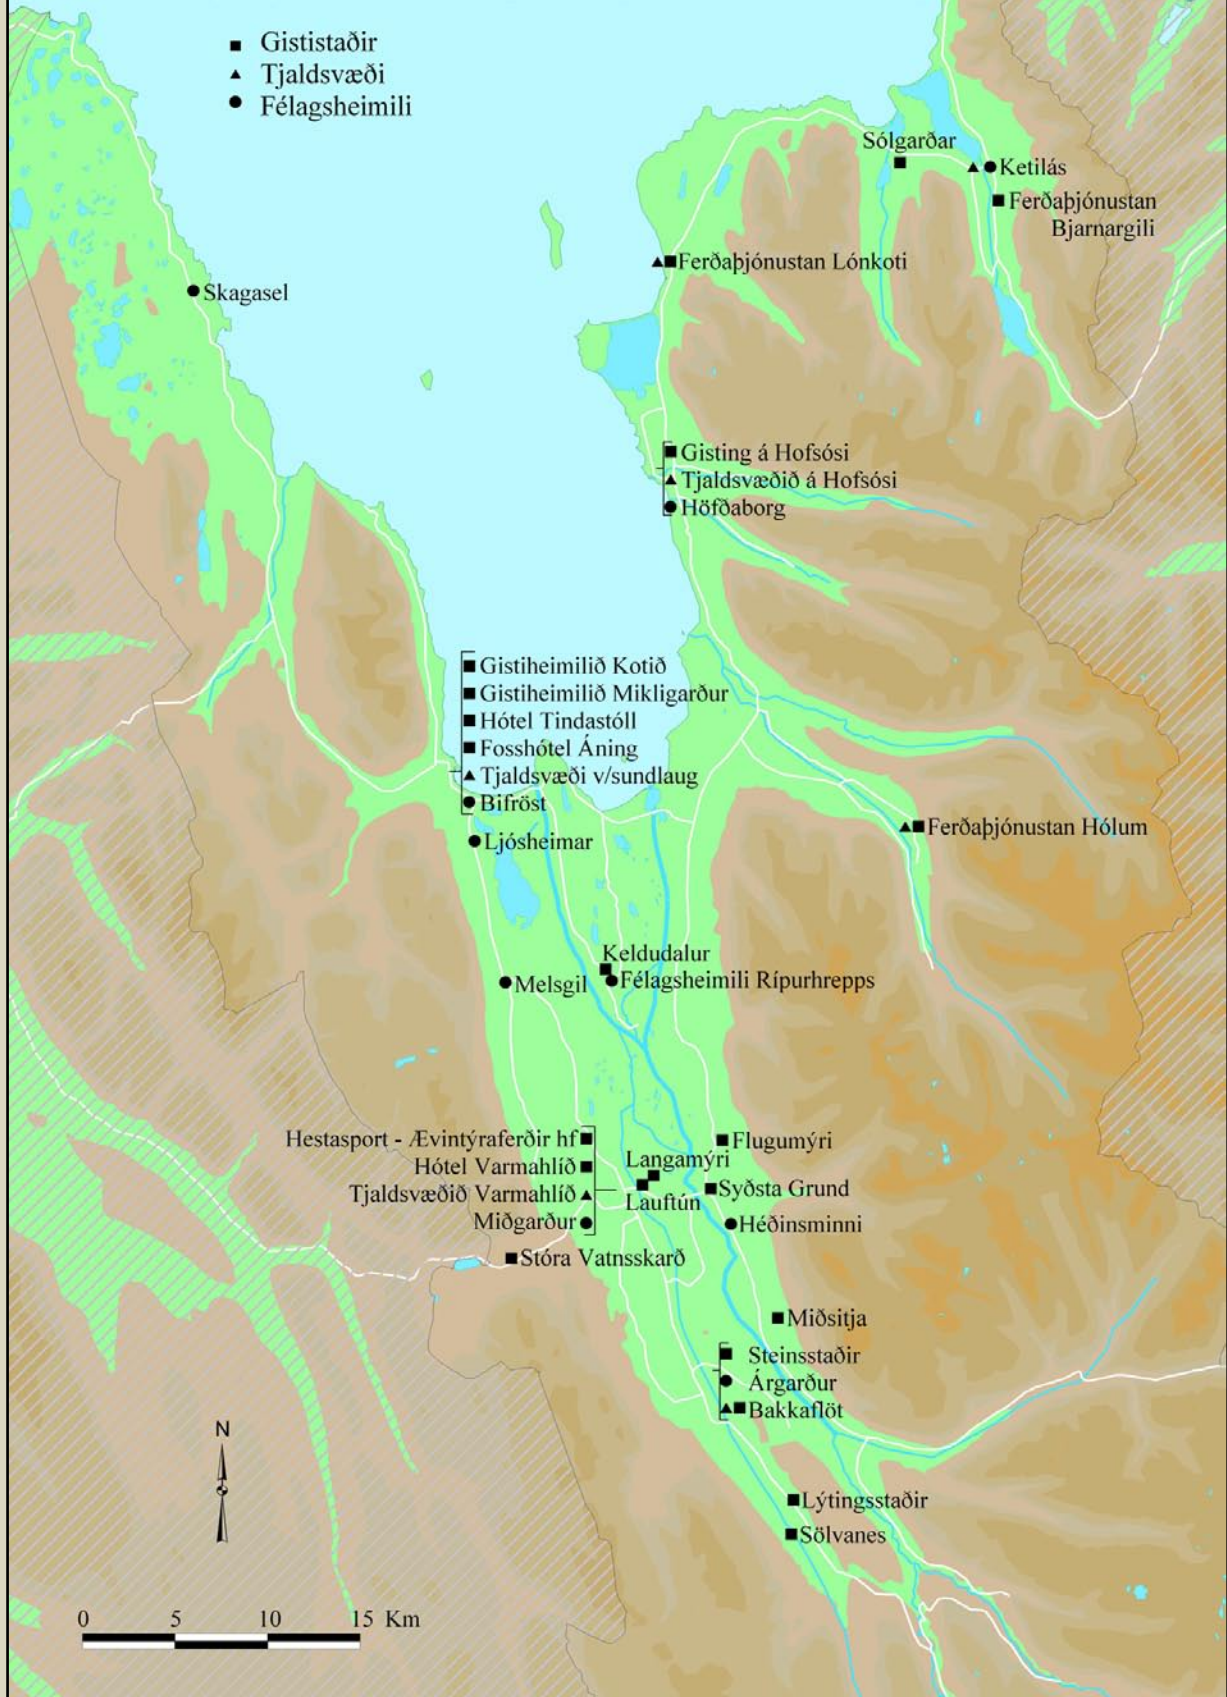 Gististaðir
Tjaldsvæði
Félagsheimili
Sólgarðar
Ketilás
Ferðaþjónustan
Bjarnargili
Ferðaþjónustan Lónkoti
Skagasel
Gisting á Hofsósi
Tjaldsvæðið á Hofsósi
Höfðaborg
Gistiheimilið Kotið
Gistiheimilið Mikligarður
Hótel Tindastóll
Fosshótel Áning
Tjaldsvæði v/sundlaug
Bifröst
Ljósheimar
Ferðaþjónustan Hólum
Keldudalur
Félagsheimili Rípurhrepps
Melsgil
Hestasport - Ævintýraferðir hf
Hótel Varmahlíð
Tjaldsvæðið Varmahlíð
Miðgarður
Flugumýri
Langamýri
Lauftún
Syðsta Grund
Héðinsminni
Stóra Vatnsskarð
Miðsitja
Steinsstaðir
Árgarður
Bakkaflöt
N
Lýtingsstaðir
Sölvanes
0 5 10 15 Km